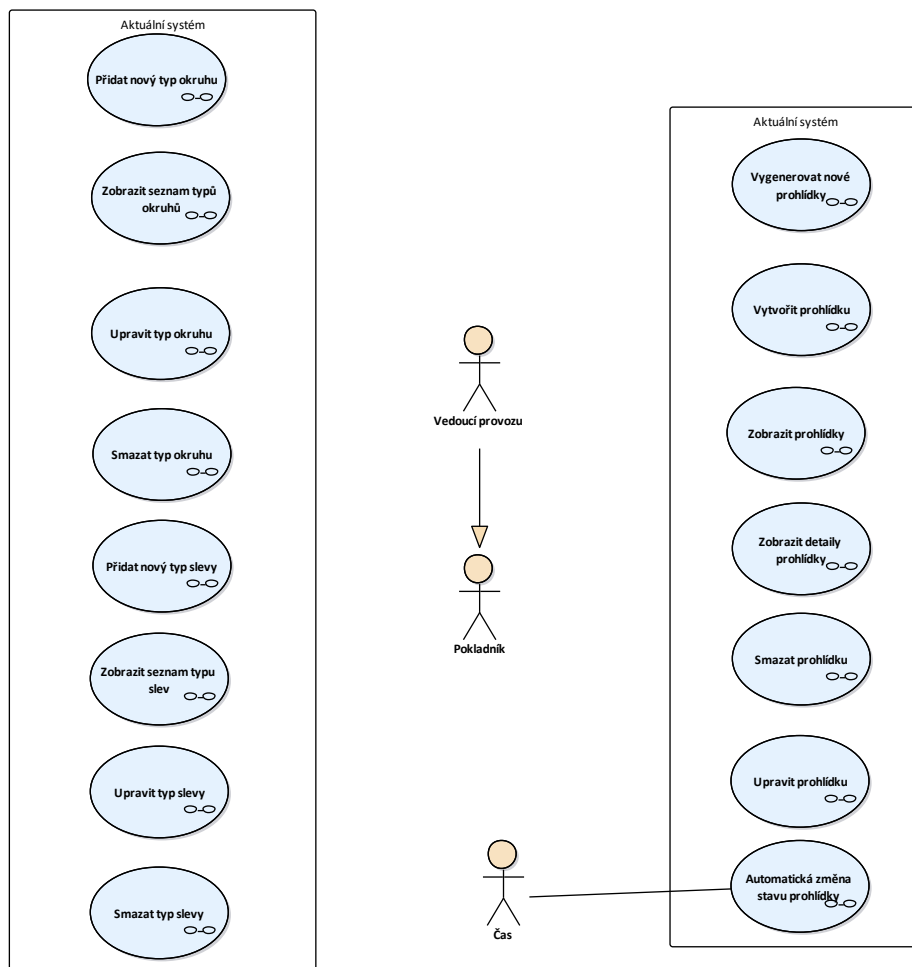 Aktuální systém
Přidat nový typ okruhu
Zobrazit seznam typů
okruhů
Upravit typ okruhu
Smazat typ okruhu
Přidat nový typ slevy
Zobrazit seznam typu
slev
Upravit typ slevy
Smazat typ slevy
Vedoucí provozu
Pokladník
Čas
Aktuální systém
Vygenerovat nové
prohlídky
Vytvořit prohlídku
Zobrazit prohlídky
Zobrazit detaily
prohlídky
Smazat prohlídku
Upravit prohlídku
Automatická změna
stavu prohlídky